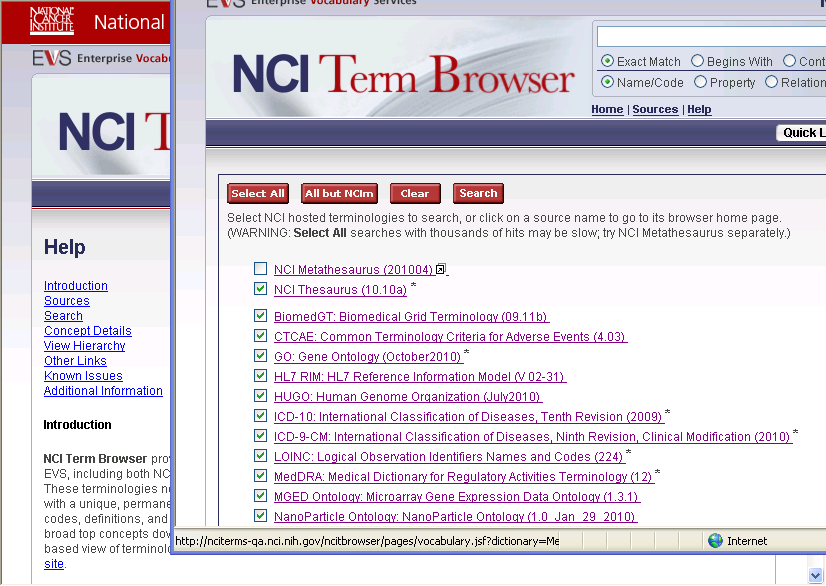 NATIONAL
CANCER
INSTITUTE
National
EVS Enterprise Vocab
NCI T
Help
Introduction
Sources
Search
Concept Details
View Hierarchy
Other Links
Known Issues
Additional Information
Introduction
NCI Term Browser pro
EVS, including both NC
These terminologies n
with a unique, permane
codes, definitions, and
broad top concepts dov
based view of terminolo
site.
EVS Enterprise Vocabulary Services
NCI Term Browser
Exact Match Begins With Cont
Name/Code Property Relation
Home | Sources | Help
Quick L
Select All All but NCIm Clear Search
Select NCI hosted terminologies to search, or click on a source name to go to its browser home page.
(WARNING: Select All searches with thousands of hits may be slow; try NCI Metathesaurus separately.)
NCI Metathesaurus (201004)
NCI Thesaurus (10.10a) *
BiomedGT: Biomedical Grid Terminology (09.11b)
CTCAE: Common Terminology Criteria for Adverse Events (4.03)
GO: Gene Ontology (October2010) *
HL7 RIM: HL7 Reference Information Model (V 02-31)
HUGO: Human Genome Organization (July2010)
ICD-10: International Classification of Diseases, Tenth Revision (2009) *
ICD-9-CM: International Classification of Diseases, Ninth Revision, Clinical Modification (2010) *
LOINC: Logical Observation Identifiers Names and Codes (224) *
MedDRA: Medical Dictionary for Regulatory Activities Terminology (12) *
MGED Ontology: Microarray Gene Expression Data Ontology (1.3.1)
NanoParticle Ontology: NanoParticle Ontology (1.0_Jan_29_2010)
http://nciterms-qa.nci.nih.gov/ncitbrowser/pages/vocabulary.jsf?dictionary=Me
Internet